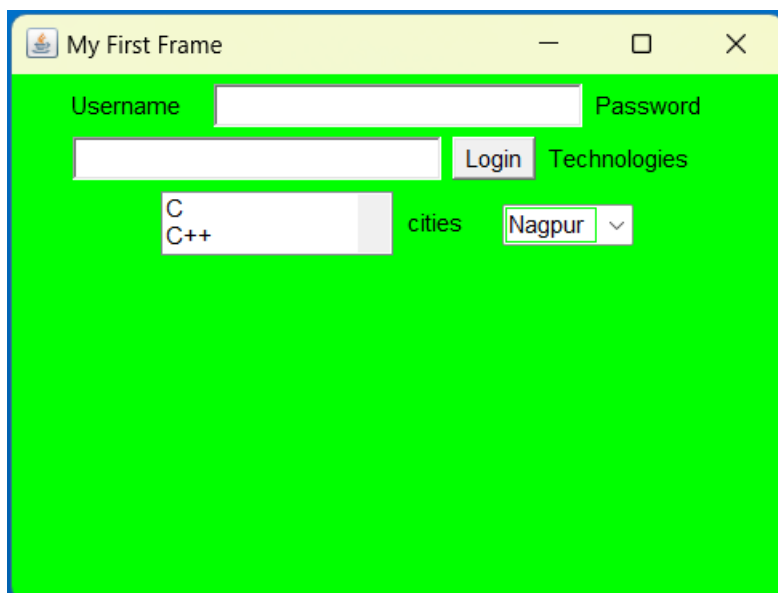 My First Frame
Username Password
Login Technologies
C
C++
cities Nagpur